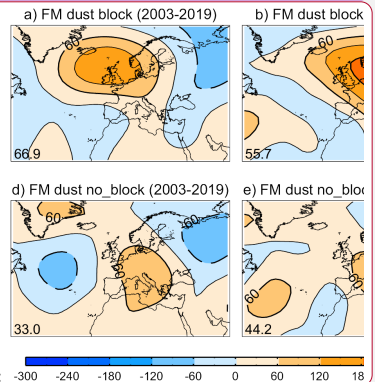 a) FM dust block (2003-2019)
b) FM dust block
60
60
66.9
55.7
d) FM dust no_block (2003-2019)
e) FM dust no_bloc
60
60
60
60
60
33.0
44.2
-300 -240 -180 -120 -60 0 60 120 18